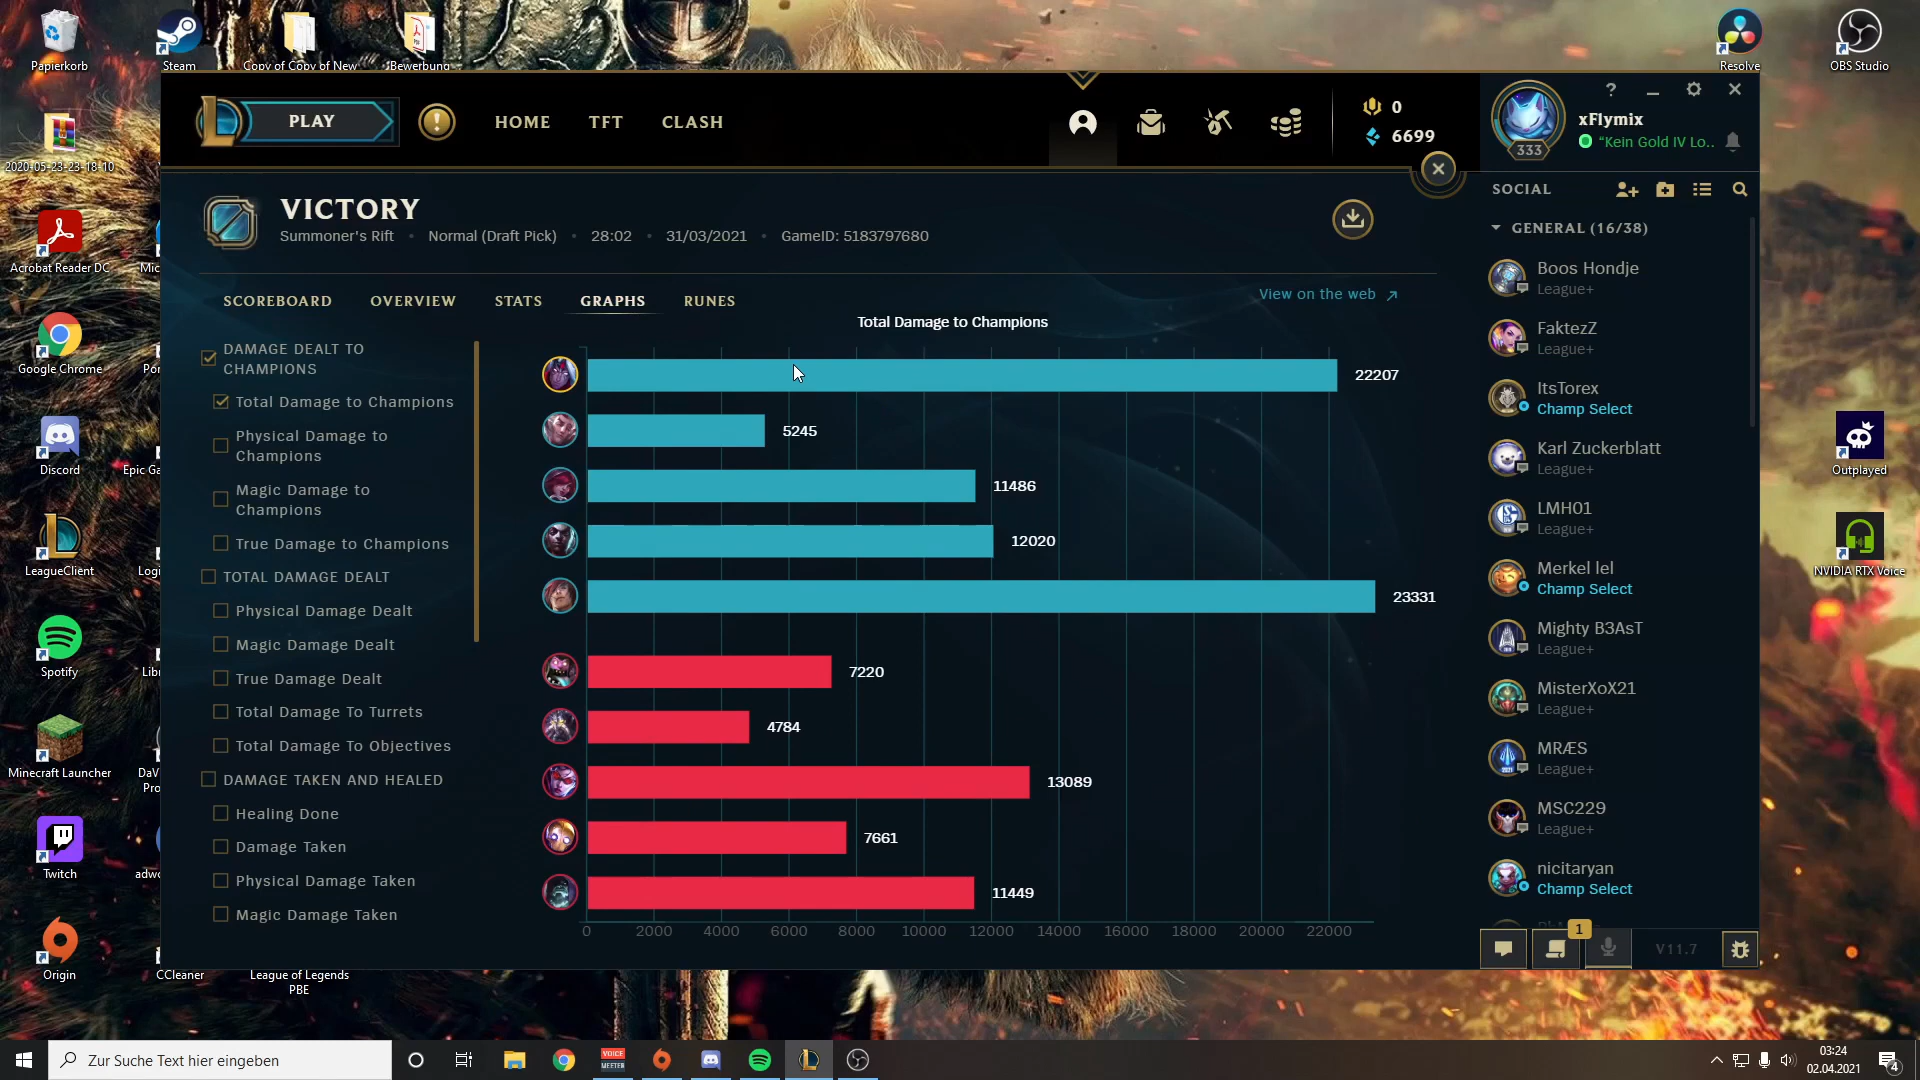 Papierkorb
Steam
Copy of Copy of New
Bewerbung
Resolve
OBS Studio
2020-05-23-23-18-10
Acrobat Reader DC
Mic
Google Chrome
Por
Discord
Epic Ga
LeagueClient
Logi
Spotify
Libr
Minecraft Launcher
DaV
Pro
Twitch
adwc
Origin
CCleaner
League of Legends
PBE
Outplayed
NVIDIA RTX Voice
PLAY
HOME
TFT
CLASH
0
6699
333
xFlymix
“Kein Gold IV Lo..
VICTORY
Summoner's Rift • Normal (Draft Pick) • 28:02 • 31/03/2021 • GameID: 5183797680
SCOREBOARD
OVERVIEW
STATS
GRAPHS
RUNES
View on the web
DAMAGE DEALT TO
CHAMPIONS
Total Damage to Champions
Physical Damage to
Champions
Magic Damage to
Champions
True Damage to Champions
TOTAL DAMAGE DEALT
Physical Damage Dealt
Magic Damage Dealt
True Damage Dealt
Total Damage To Turrets
Total Damage To Objectives
DAMAGE TAKEN AND HEALED
Healing Done
Damage Taken
Physical Damage Taken
Magic Damage Taken
Total Damage to Champions
22207
5245
11486
12020
23331
7220
4784
13089
7661
11449
0 2000 4000 6000 8000 10000 12000 14000 16000 18000 20000 22000
SOCIAL
GENERAL (16/38)
Boos Hondje
League+
FaktezZ
League+
ItsTorex
Champ Select
Karl Zuckerblatt
League+
LMH01
League+
Merkel lel
Champ Select
Mighty B3AsT
League+
MisterXoX21
League+
MRÆS
League+
MSC229
League+
nicitaryan
Champ Select
1
V11.7
Zur Suche Text hier eingeben
VOICE
MEETER
03:24
02.04.2021
4